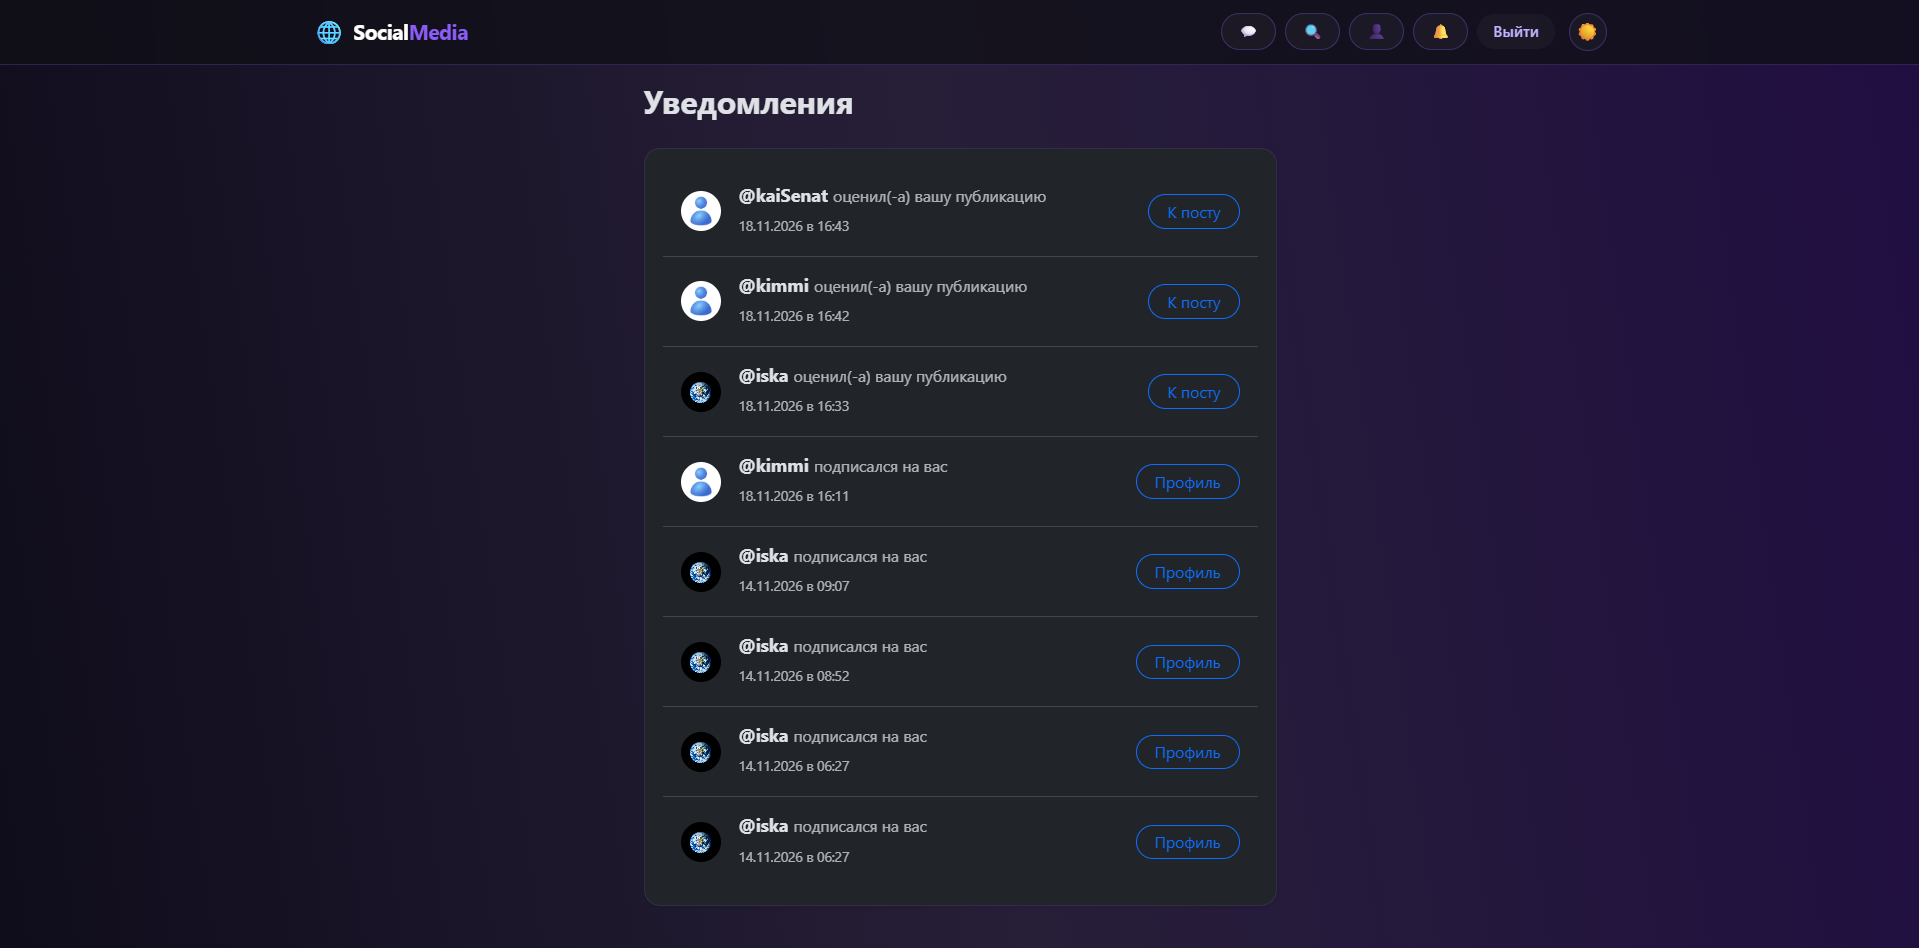 SocialMedia
Выйти
Уведомления
@kaiSenat оценил(-а) вашу публикацию
18.11.2026 в 16:43
К посту
@kimmi оценил(-а) вашу публикацию
18.11.2026 в 16:42
К посту
@iska оценил(-а) вашу публикацию
18.11.2026 в 16:33
К посту
@kimmi подписался на вас
18.11.2026 в 16:11
Профиль
@iska подписался на вас
14.11.2026 в 09:07
Профиль
@iska подписался на вас
14.11.2026 в 08:52
Профиль
@iska подписался на вас
14.11.2026 в 06:27
Профиль
@iska подписался на вас
14.11.2026 в 06:27
Профиль